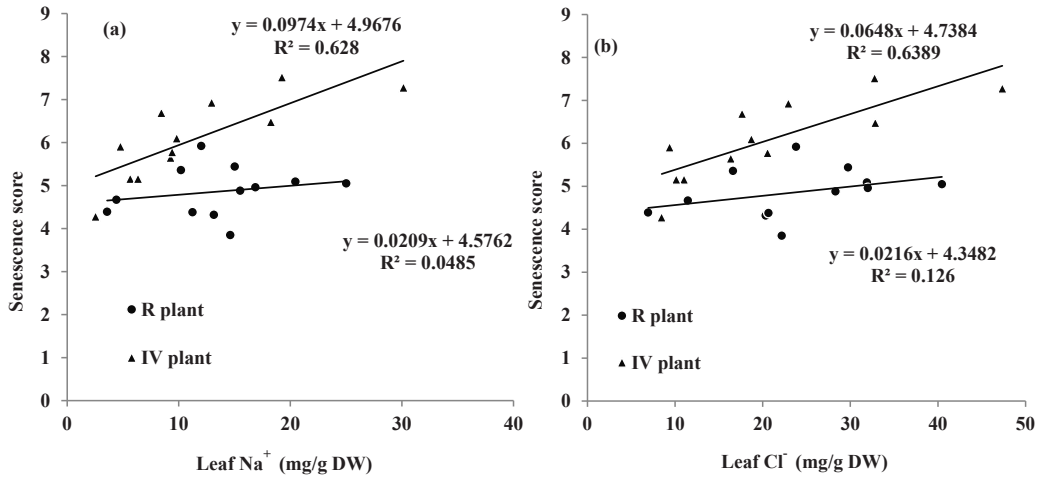 (a)
y = 0.0974x + 4.9676
R² = 0.628
y = 0.0209x + 4.5762
R² = 0.0485
R plant
IV plant
Senescence score
9
8
7
6
5
4
3
2
1
0
0 10 20 30 40
Leaf Na⁺ (mg/g DW)
(b)
y = 0.0648x + 4.7384
R² = 0.6389
y = 0.0216x + 4.3482
R² = 0.126
R plant
IV plant
Senescence score
9
8
7
6
5
4
3
2
1
0
0 10 20 30 40 50
Leaf Cl⁻ (mg/g DW)